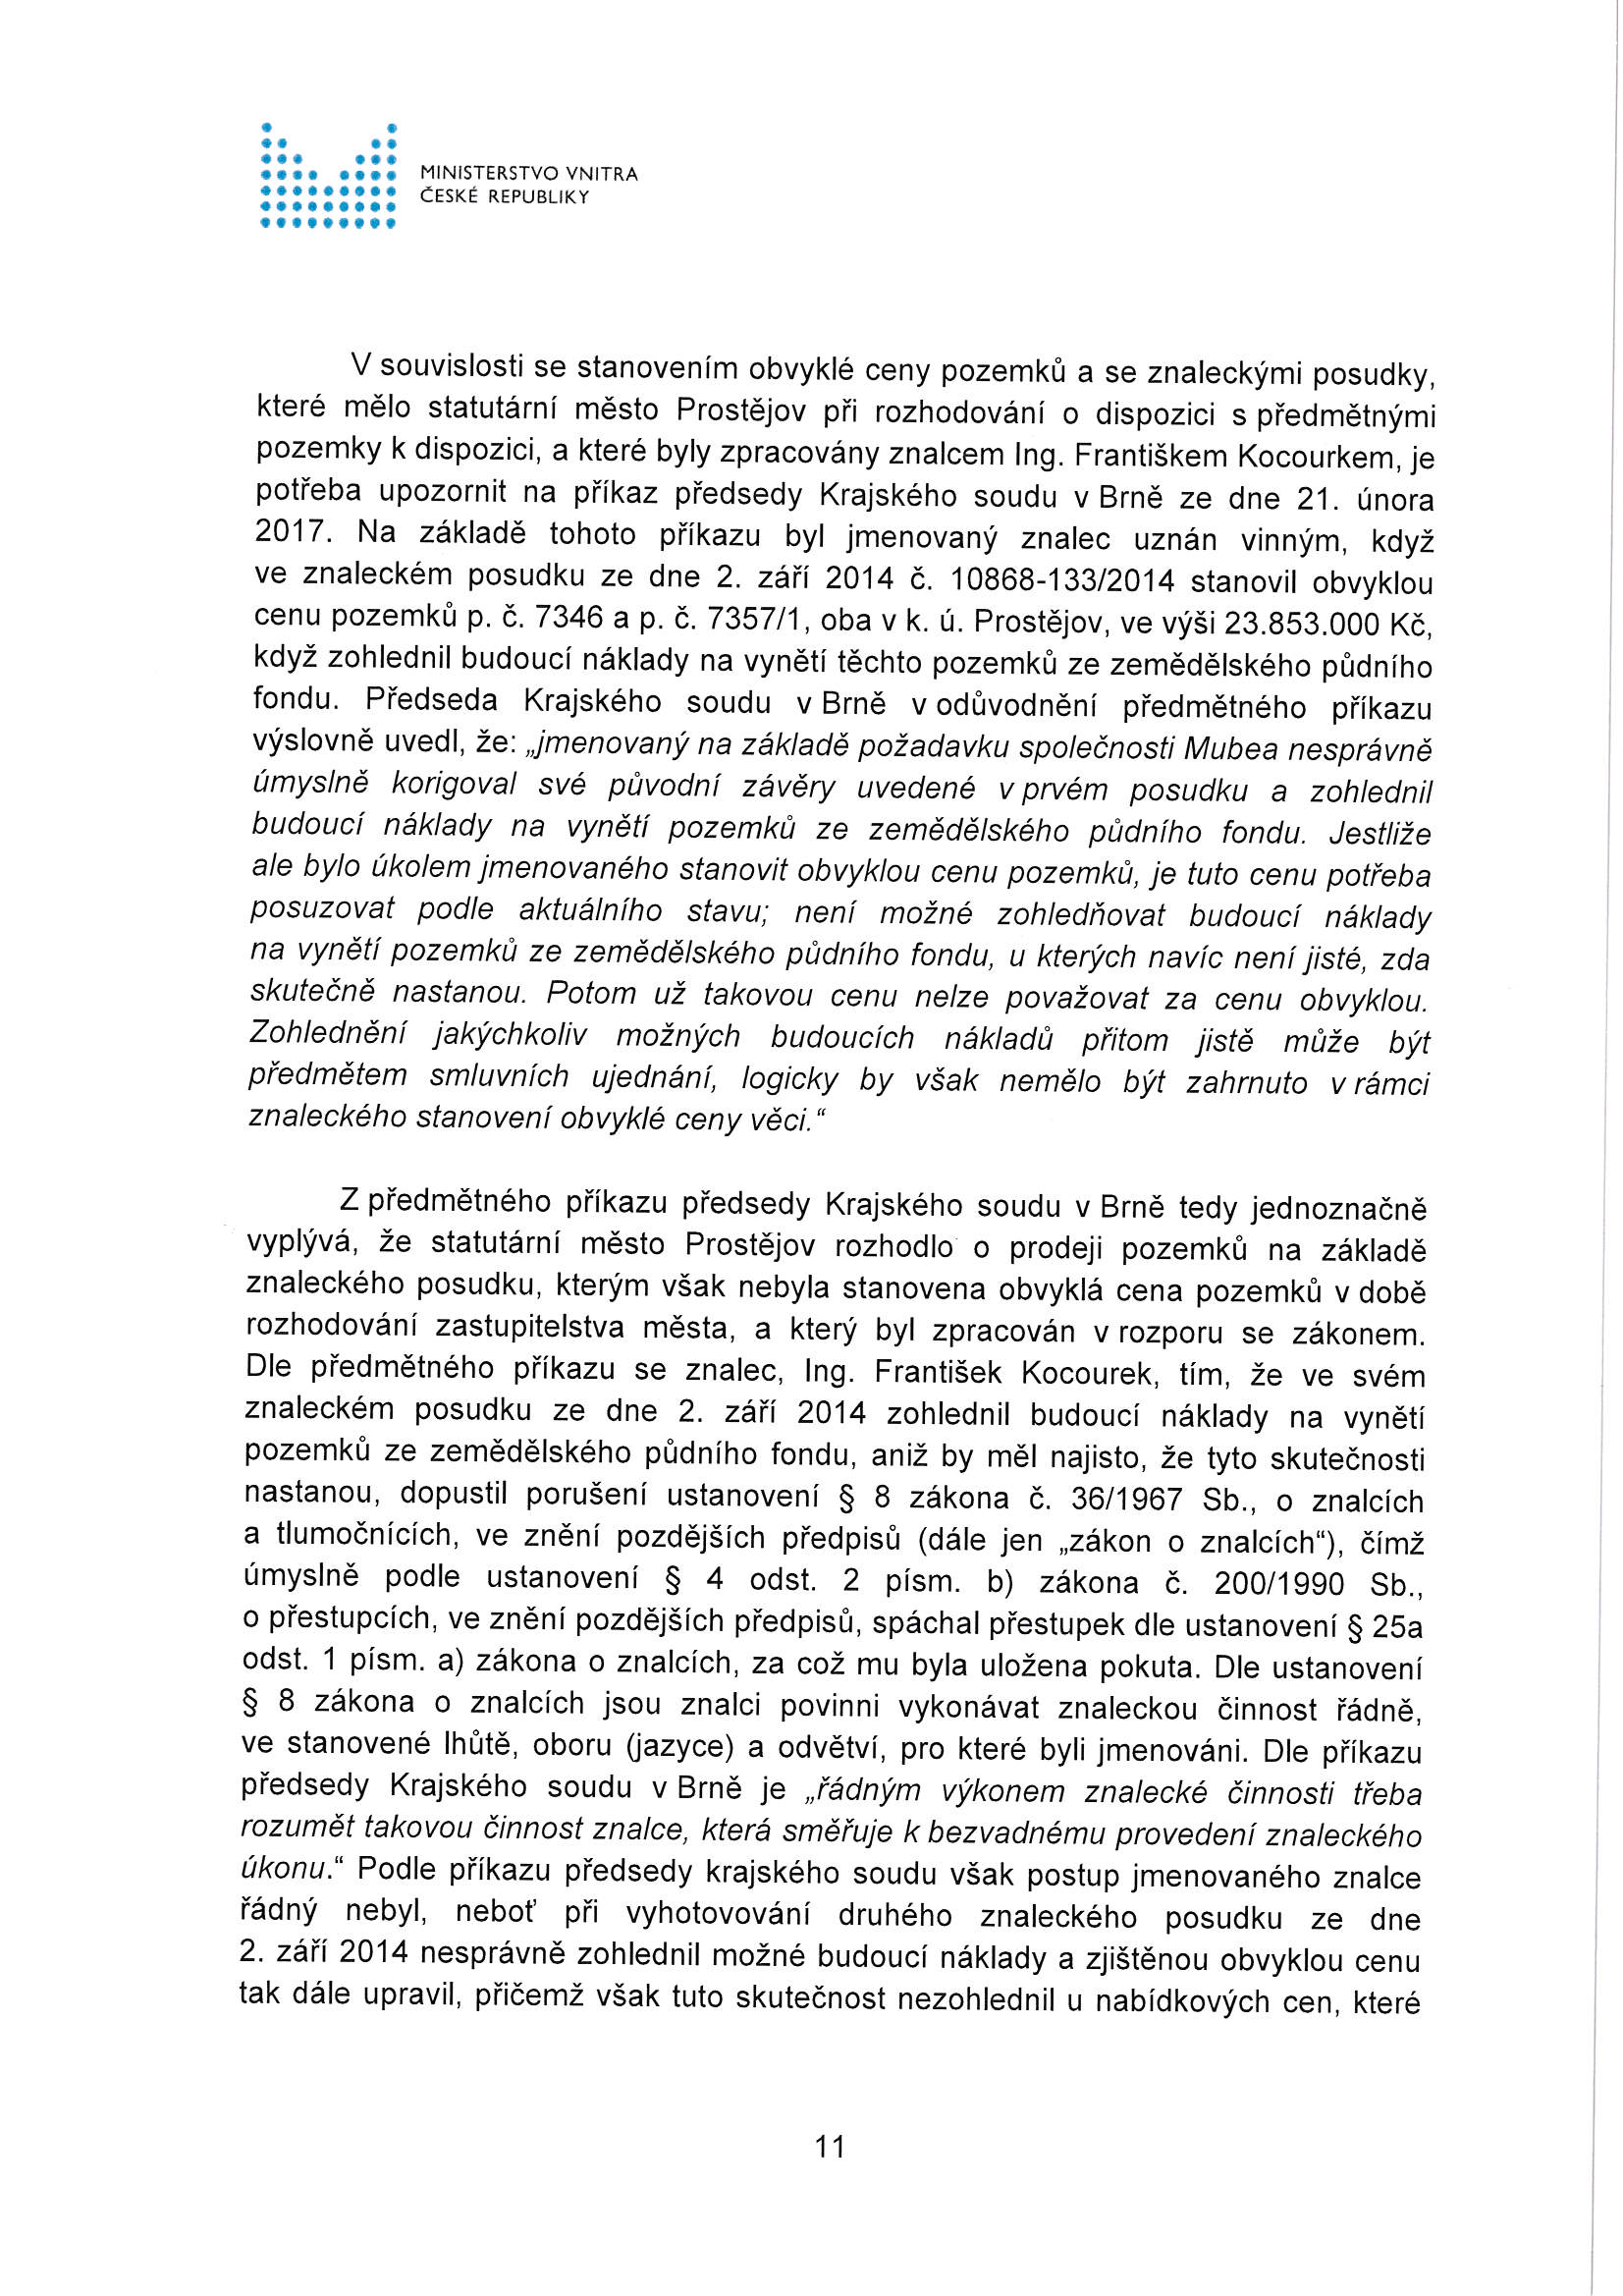 MINISTERSTVO VNITRA
ČESKÉ REPUBLIKY
V souvislosti se stanovením obvyklé ceny pozemků a se znaleckými posudky,
které mělo statutární město Prostějov při rozhodování o dispozici s předmětnými
pozemky k dispozici, a které byly zpracovány znalcem Ing. Františkem Kocourkem, je
potřeba upozornit na příkaz předsedy Krajského soudu v Brně ze dne 21. února
2017. Na základě tohoto příkazu byl jmenovaný znalec uznán vinným, když
ve znaleckém posudku ze dne 2. září 2014 č. 10868-133/2014 stanovil obvyklou
cenu pozemků p. č. 7346 a p. č. 7357/1, oba v k. ú. Prostějov, ve výši 23.853.000 Kč,
když zohlednil budoucí náklady na vynětí těchto pozemků ze zemědělského půdního
fondu. Předseda Krajského soudu v Brně v odůvodnění předmětného příkazu
výslovně uvedl, že: „jmenovaný na základě požadavku společnosti Mubea nesprávně
úmyslně korigoval své původní závěry uvedené v prvém posudku a zohlednil
budoucí náklady na vynětí pozemků ze zemědělského půdního fondu. Jestliže
ale bylo úkolem jmenovaného stanovit obvyklou cenu pozemků, je tuto cenu potřeba
posuzovat podle aktuálního stavu; není možné zohledňovat budoucí náklady
na vynětí pozemků ze zemědělského půdního fondu, u kterých navíc není jisté, zda
skutečně nastanou. Potom už takovou cenu nelze považovat za cenu obvyklou.
Zohlednění jakýchkoliv možných budoucích nákladů přitom jistě může být
předmětem smluvních ujednání, logicky by však nemělo být zahrnuto v rámci
znaleckého stanovení obvyklé ceny věci.“
Z předmětného příkazu předsedy Krajského soudu v Brně tedy jednoznačně
vyplývá, že statutární město Prostějov rozhodlo o prodeji pozemků na základě
znaleckého posudku, kterým však nebyla stanovena obvyklá cena pozemků v době
rozhodování zastupitelstva města, a který byl zpracován v rozporu se zákonem.
Dle předmětného příkazu se znalec, Ing. František Kocourek, tím, že ve svém
znaleckém posudku ze dne 2. září 2014 zohlednil budoucí náklady na vynětí
pozemků ze zemědělského půdního fondu, aniž by měl najisto, že tyto skutečnosti
nastanou, dopustil porušení ustanovení § 8 zákona č. 36/1967 Sb., o znalcích
a tlumočnících, ve znění pozdějších předpisů (dále jen „zákon o znalcích“), čímž
úmyslně podle ustanovení § 4 odst. 2 písm. b) zákona č. 200/1990 Sb.,
o přestupcích, ve znění pozdějších předpisů, spáchal přestupek dle ustanovení § 25a
odst. 1 písm. a) zákona o znalcích, za což mu byla uložena pokuta. Dle ustanovení
§ 8 zákona o znalcích jsou znalci povinni vykonávat znaleckou činnost řádně,
ve stanovené lhůtě, oboru (jazyce) a odvětví, pro které byli jmenováni. Dle příkazu
předsedy Krajského soudu v Brně je „řádným výkonem znalecké činnosti třeba
rozumět takovou činnost znalce, která směřuje k bezvadnému provedení znaleckého
úkonu.“ Podle příkazu předsedy krajského soudu však postup jmenovaného znalce
řádný nebyl, neboť při vyhotovování druhého znaleckého posudku ze dne
2. září 2014 nesprávně zohlednil možné budoucí náklady a zjištěnou obvyklou cenu
tak dále upravil, přičemž však tuto skutečnost nezohlednil u nabídkových cen, které
11